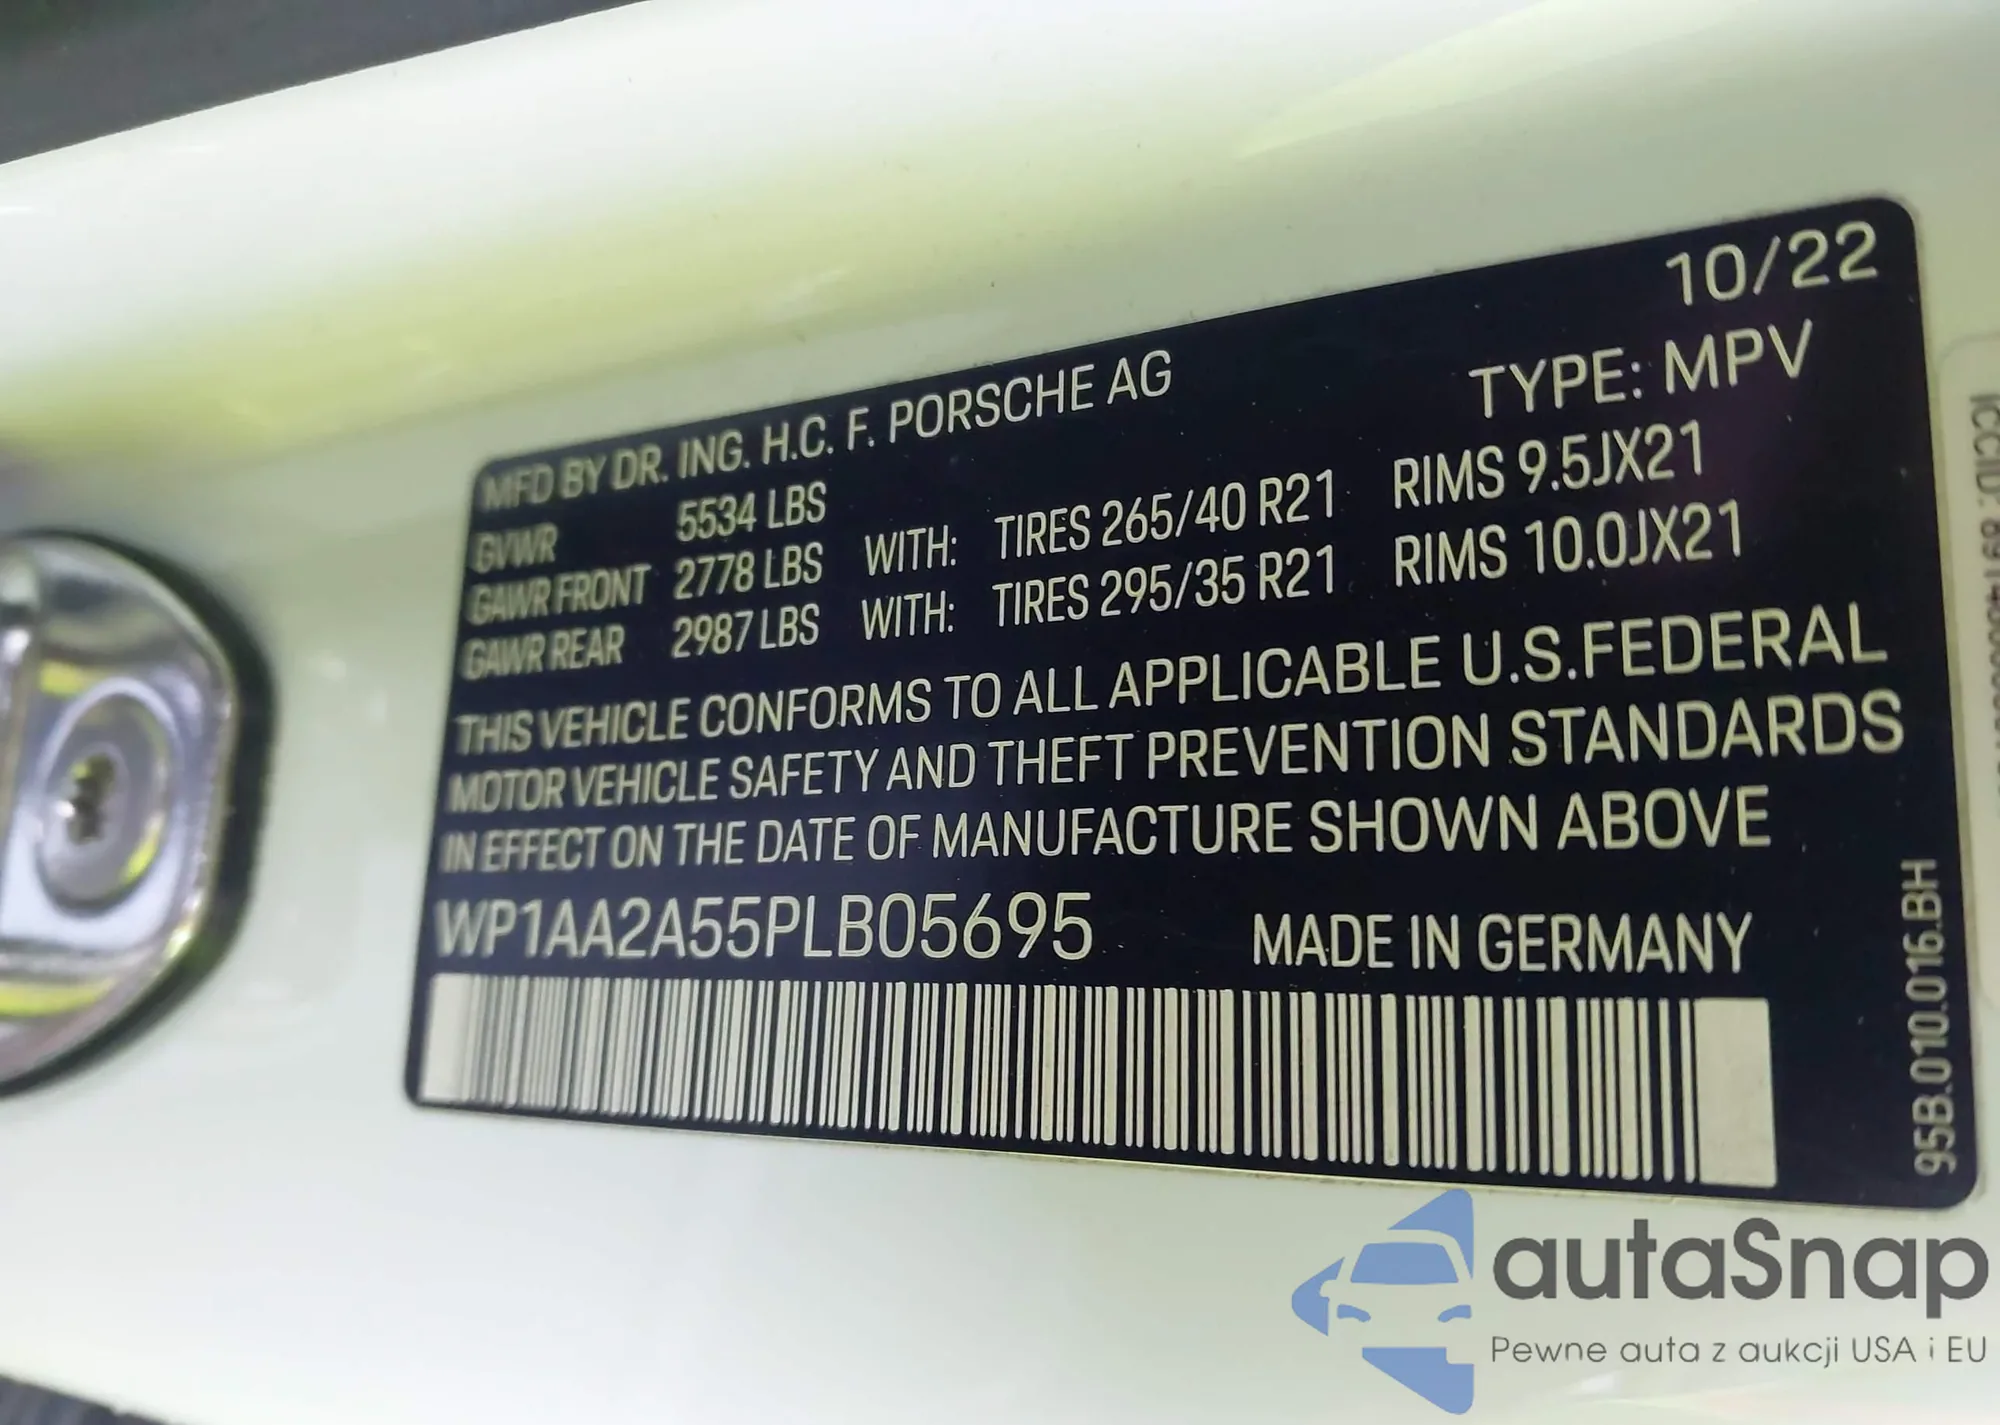 10/22
MFD BY DR. ING. H.C. F. PORSCHE AG TYPE: MPV
GVWR 5534 LBS
GAWR FRONT 2778 LBS WITH: TIRES 265/40 R21 RIMS 9.5JX21
GAWR REAR 2987 LBS WITH: TIRES 295/35 R21 RIMS 10.0JX21
THIS VEHICLE CONFORMS TO ALL APPLICABLE U.S.FEDERAL
MOTOR VEHICLE SAFETY AND THEFT PREVENTION STANDARDS
IN EFFECT ON THE DATE OF MANUFACTURE SHOWN ABOVE
WP1AA2A55PLB05695 MADE IN GERMANY
95B.010.016.BH
ICCID:
autaSnap
Pewne auta z aukcji USA i EU